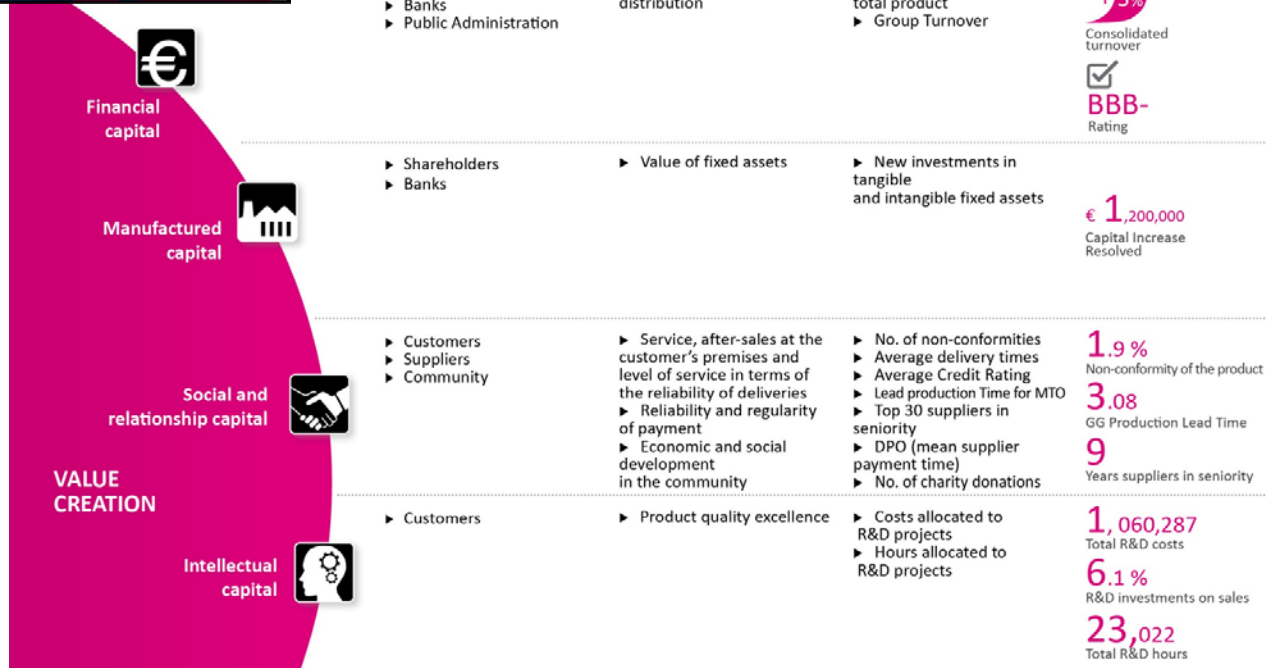 Banks
Public Administration
distribution
total product
Group Turnover
5%
Consolidated
turnover
BBB-
Rating
€
Financial
capital
Shareholders
Banks
Value of fixed assets
New investments in
tangible
and intangible fixed assets
€ 1,200,000
Capital Increase
Resolved
Manufactured
capital
Customers
Suppliers
Community
Service, after-sales at the
customer's premises and
level of service in terms of
the reliability of deliveries
Reliability and regularity
of payment
Economic and social
development
in the community
No. of non-conformities
Average delivery times
Average Credit Rating
Lead production Time for MTO
Top 30 suppliers in
seniority
DPO (mean supplier
payment time)
No. of charity donations
1.9 %
Non-conformity of the product
3.08
GG Production Lead Time
9
Years suppliers in seniority
Social and
relationship capital
VALUE
CREATION
Customers
Product quality excellence
Costs allocated to
R&D projects
Hours allocated to
R&D projects
1, 060,287
Total R&D costs
6.1 %
R&D investments on sales
23,022
Total R&D hours
Intellectual
capital